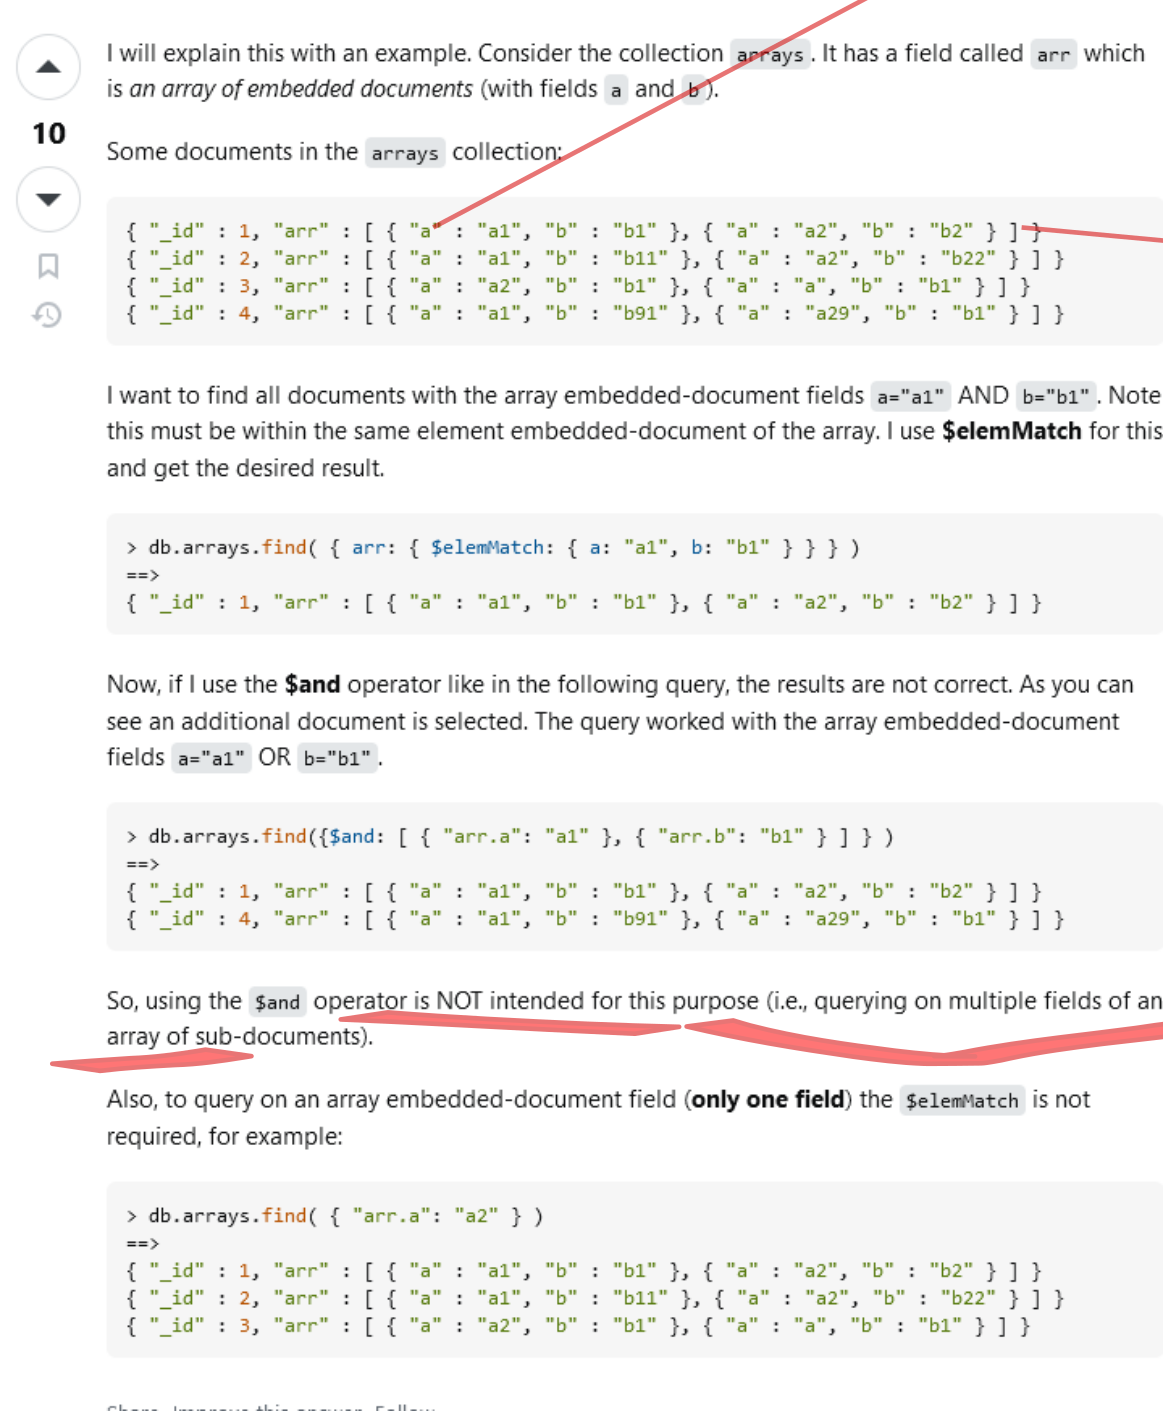 I will explain this with an example. Consider the collection arrays. It has a field called arr which
is an array of embedded documents (with fields a and b).
10
Some documents in the arrays collection:
{ "_id" : 1, "arr" : [ { "a" : "a1", "b" : "b1" }, { "a" : "a2", "b" : "b2" } ] }
{ "_id" : 2, "arr" : [ { "a" : "a1", "b" : "b11" }, { "a" : "a2", "b" : "b22" } ] }
{ "_id" : 3, "arr" : [ { "a" : "a2", "b" : "b1" }, { "a" : "a", "b" : "b1" } ] }
{ "_id" : 4, "arr" : [ { "a" : "a1", "b" : "b91" }, { "a" : "a29", "b" : "b1" } ] }
I want to find all documents with the array embedded-document fields a="a1" AND b="b1". Note
this must be within the same element embedded-document of the array. I use $elemMatch for this
and get the desired result.
> db.arrays.find( { arr: { $elemMatch: { a: "a1", b: "b1" } } } )
==>
{ "_id" : 1, "arr" : [ { "a" : "a1", "b" : "b1" }, { "a" : "a2", "b" : "b2" } ] }
Now, if I use the $and operator like in the following query, the results are not correct. As you can
see an additional document is selected. The query worked with the array embedded-document
fields a="a1" OR b="b1".
> db.arrays.find({$and: [ { "arr.a": "a1" }, { "arr.b": "b1" } ] } )
==>
{ "_id" : 1, "arr" : [ { "a" : "a1", "b" : "b1" }, { "a" : "a2", "b" : "b2" } ] }
{ "_id" : 4, "arr" : [ { "a" : "a1", "b" : "b91" }, { "a" : "a29", "b" : "b1" } ] }
So, using the $and operator is NOT intended for this purpose (i.e., querying on multiple fields of an
array of sub-documents).
Also, to query on an array embedded-document field (only one field) the $elemMatch is not
required, for example:
> db.arrays.find( { "arr.a": "a2" } )
==>
{ "_id" : 1, "arr" : [ { "a" : "a1", "b" : "b1" }, { "a" : "a2", "b" : "b2" } ] }
{ "_id" : 2, "arr" : [ { "a" : "a1", "b" : "b11" }, { "a" : "a2", "b" : "b22" } ] }
{ "_id" : 3, "arr" : [ { "a" : "a2", "b" : "b1" }, { "a" : "a", "b" : "b1" } ] }
Share Improve this answer Follow